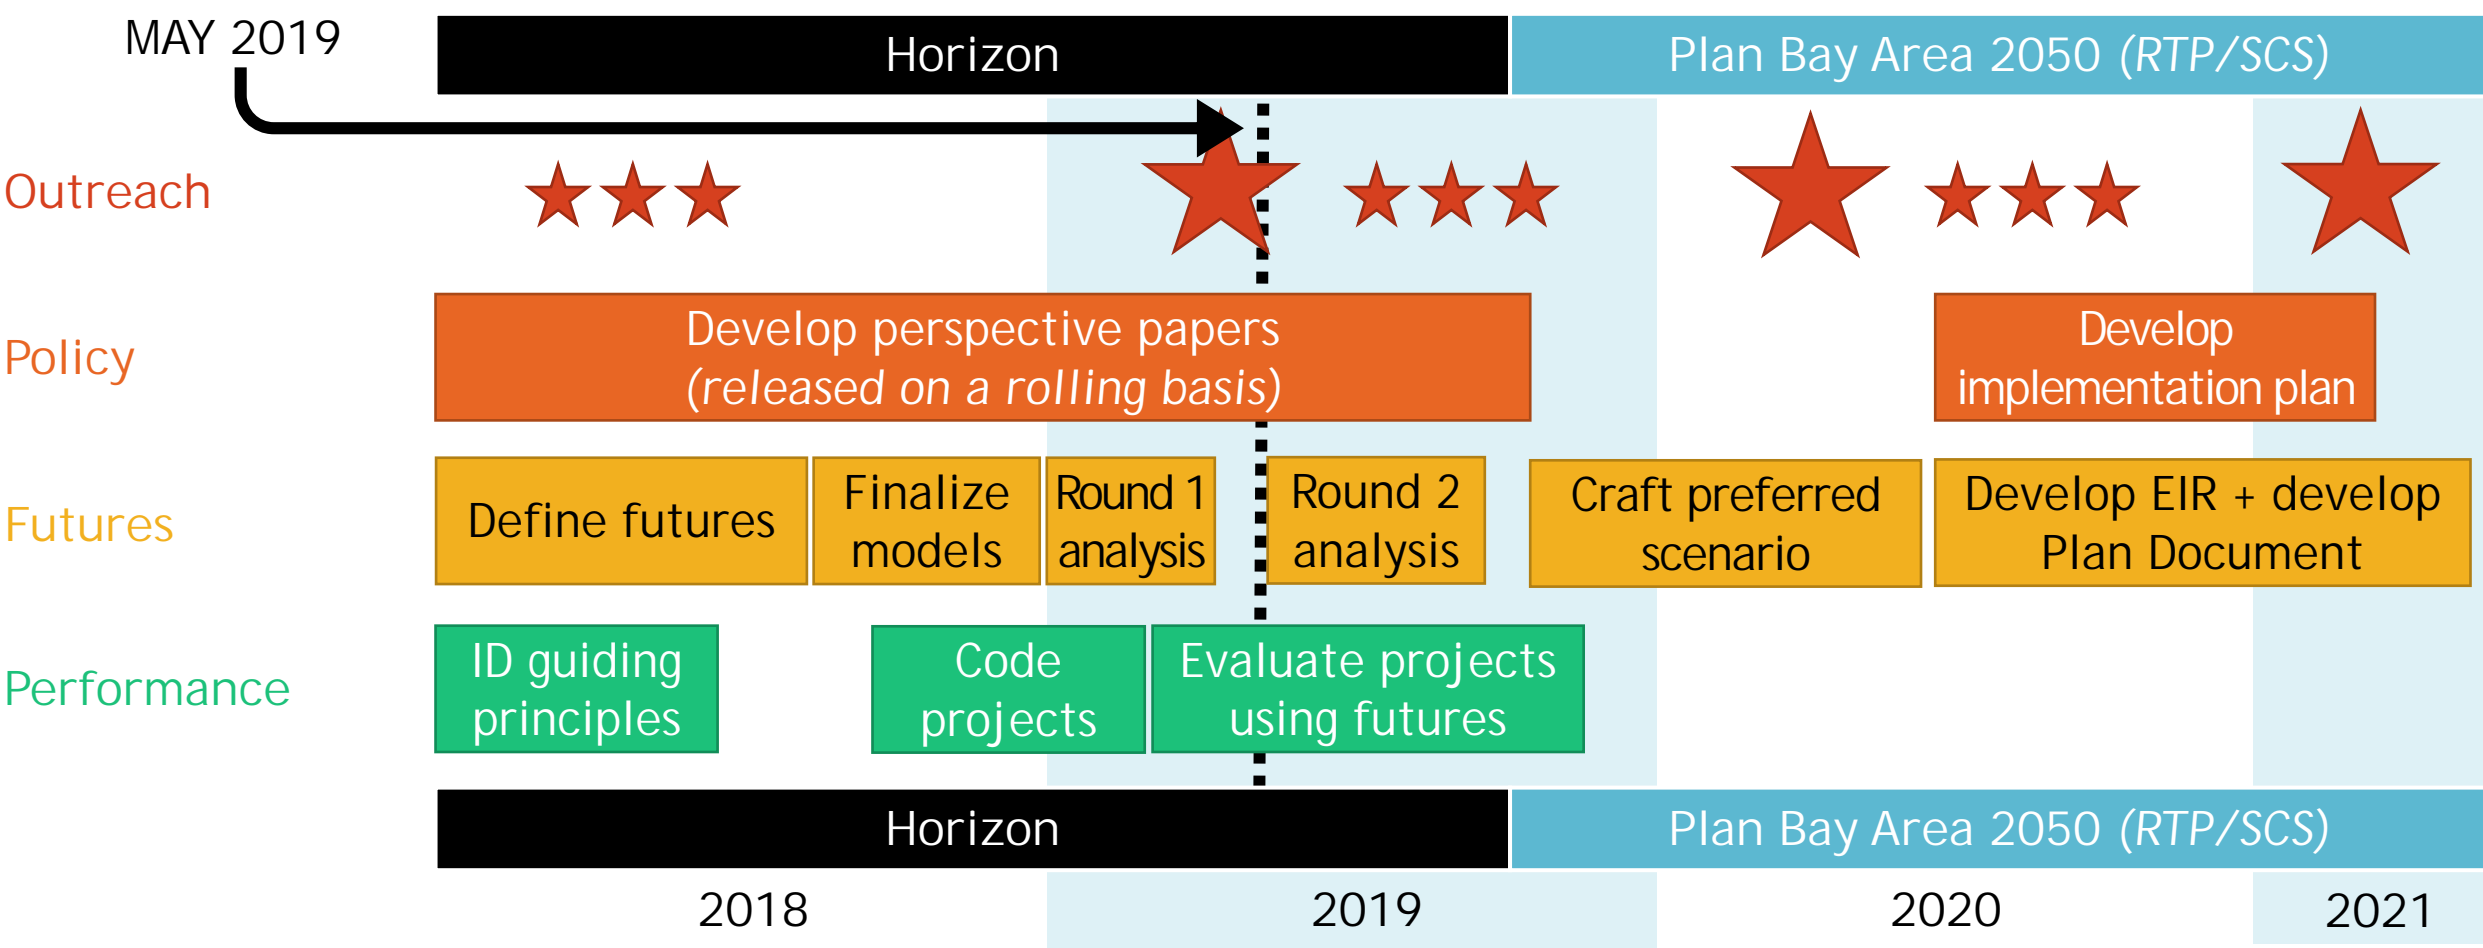 MAY 2019
Horizon
Plan Bay Area 2050 (RTP/SCS)
Outreach
Policy
Develop perspective papers
(released on a rolling basis)
Develop
implementation plan
Futures
Define futures
Finalize
models
Round 1
analysis
Round 2
analysis
Craft preferred
scenario
Develop EIR + develop
Plan Document
Performance
ID guiding
principles
Code
projects
Evaluate projects
using futures
Horizon
Plan Bay Area 2050 (RTP/SCS)
2018
2019
2020
2021